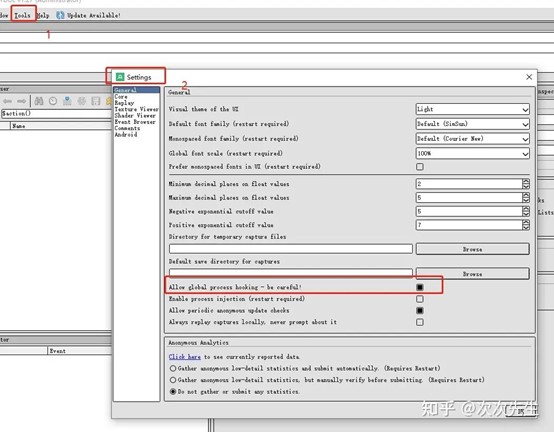 Tools Help Update Available!
1
Settings
2
General
Core
Replay
Texture Viewer
Shader Viewer
Event Browser
Comments
Android
General
Visual theme of the UI Light
Default font family (restart required) Default (SimSun)
Monospaced font family (restart required) Default (Courier New)
Global font scale (restart required) 100%
Prefer monospaced fonts in UI (restart required)
Minimum decimal places on float values 2
Maximum decimal places on float values 5
Negative exponential cutoff value 5
Positive exponential cutoff value 7
Directory for temporary capture files
Browse
Default save directory for captures
Browse
Allow global process hooking - be careful!
Enable process injection (restart required)
Allow periodic anonymous update checks
Always replay captures locally, never prompt about it
Anonymous Analytics
Click here to see currently reported data.
Gather anonymous low-detail statistics and submit automatically. (Requires Restart)
Gather anonymous low-detail statistics, but manually verify before submitting. (Requires Restart)
Do not gather or submit any statistics.
Name
Event
知乎 @次次先生